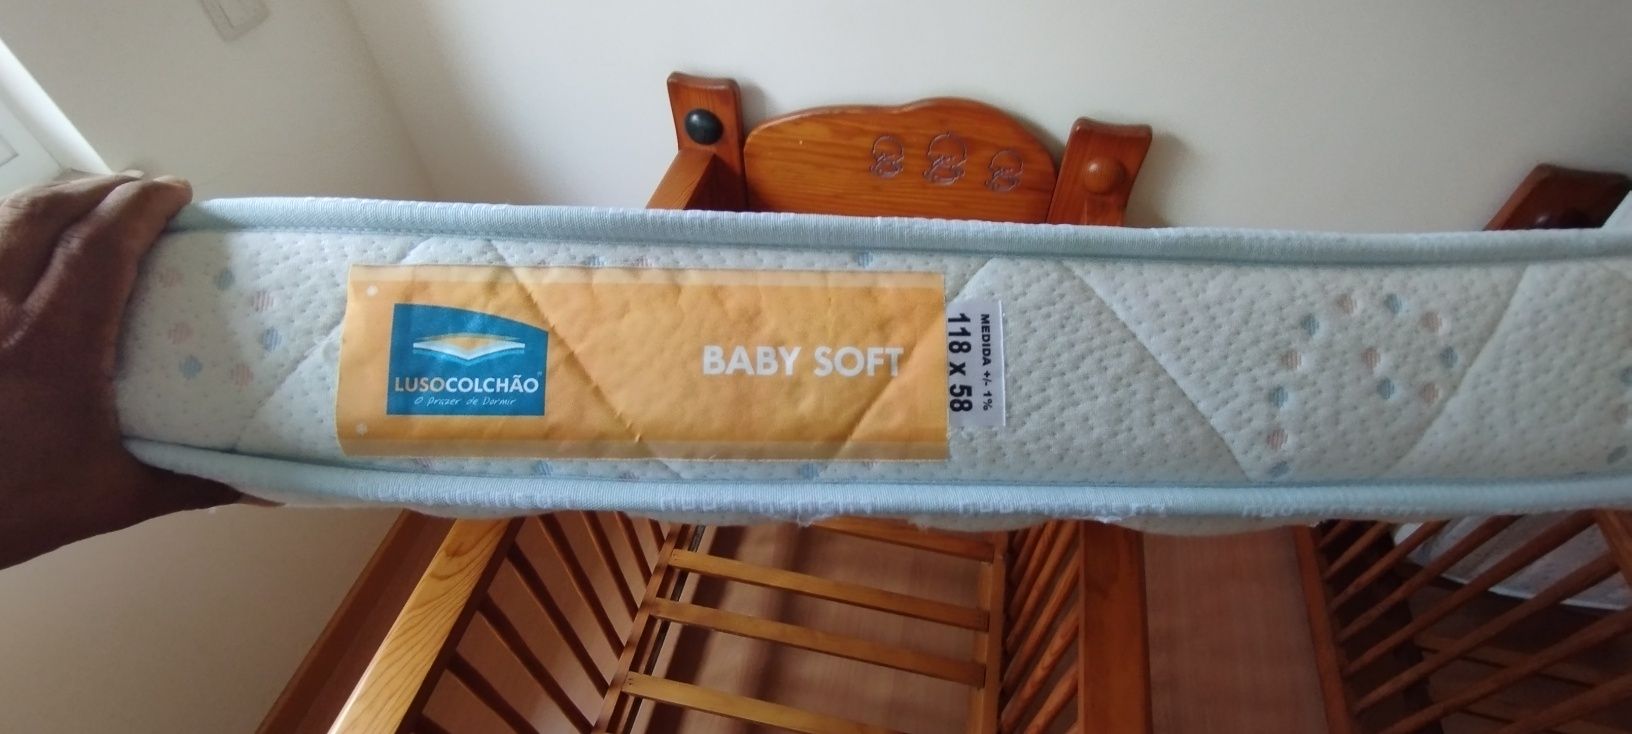 LUSOCOLCHÃO
O Prazer de Dormir
BABY SOFT
MEDIDA +/- 1%
118 x 58